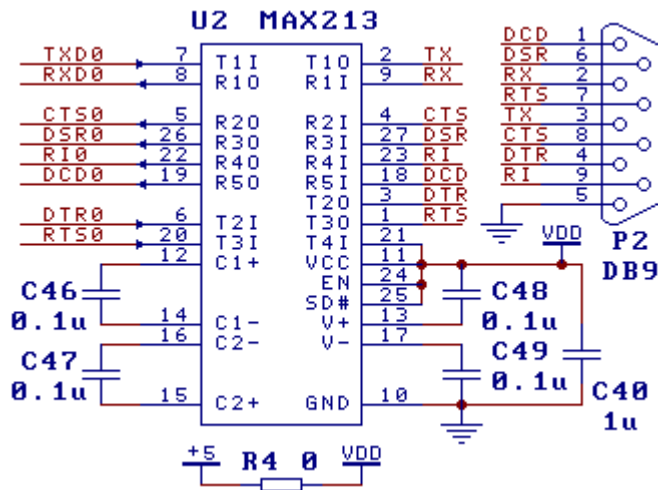 U2 MAX213
TXD0 7 T1I T1O 2 TX
RXD0 8 R1O R1I 9 RX
CTS0 5 R2O R2I 4 CTS
DSR0 26 R3O R3I 27 DSR
RI0 22 R4O R4I 23 RI
DCD0 19 R5O R5I 18 DCD
T2O 3 DTR
DTR0 6 T2I T3O 1 RTS
RTS0 20 T3I T4I 21
12 C1+ VCC 11
EN 24
SD# 25
C46
0.1u
14 C1- V+ 13
16 C2- V- 17
C47
0.1u
15 C2+ GND 10
C48
0.1u
C49
0.1u
C40
1u
VDD
DCD 1
DSR 6
RX 2
RTS 7
TX 3
CTS 8
DTR 4
RI 9
5
P2
DB9
+5 R4 0 VDD